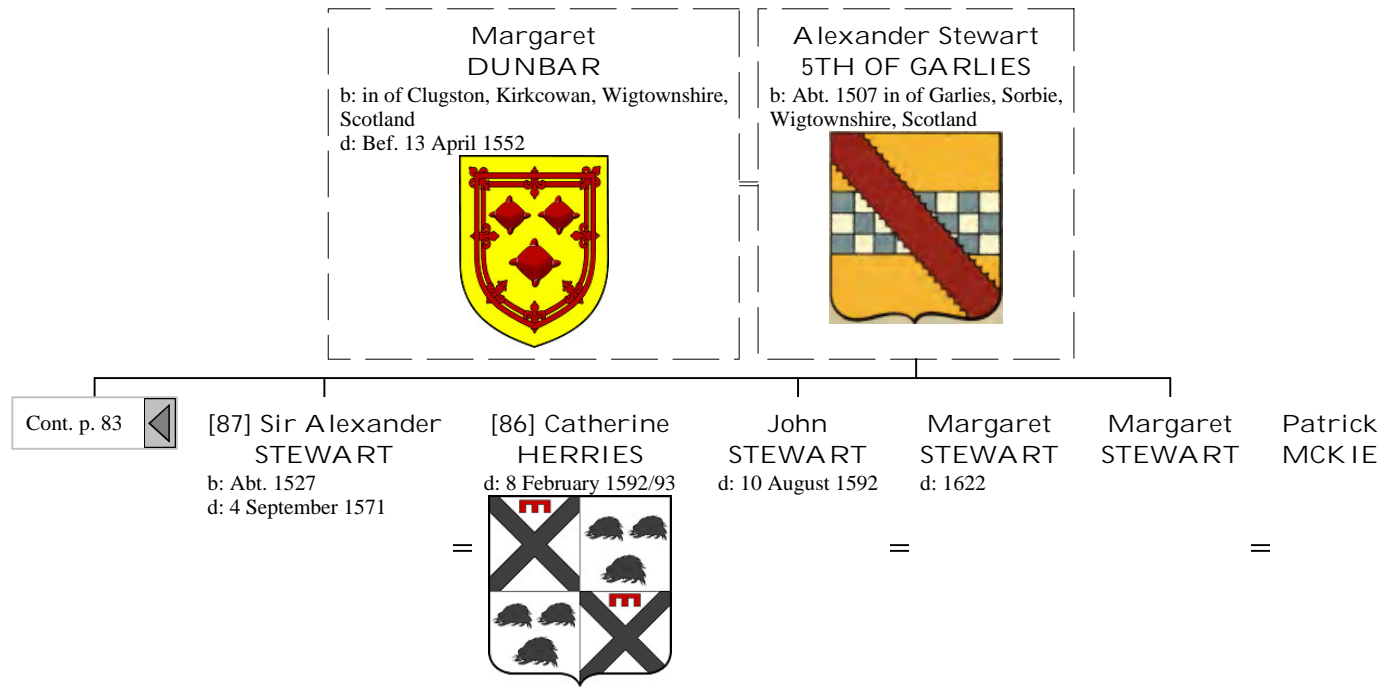 Margaret
DUNBAR
b: in of Clugston, Kirkcowan, Wigtownshire,
Scotland
d: Bef. 13 April 1552
Alexander Stewart
5TH OF GARLIES
b: Abt. 1507 in of Garlies, Sorbie,
Wigtownshire, Scotland
=
Cont. p. 83
[87] Sir Alexander
STEWART
b: Abt. 1527
d: 4 September 1571
=
[86] Catherine
HERRIES
d: 8 February 1592/93
John
STEWART
d: 10 August 1592
=
Margaret
STEWART
d: 1622
Margaret
STEWART
=
Patrick
MCKIE